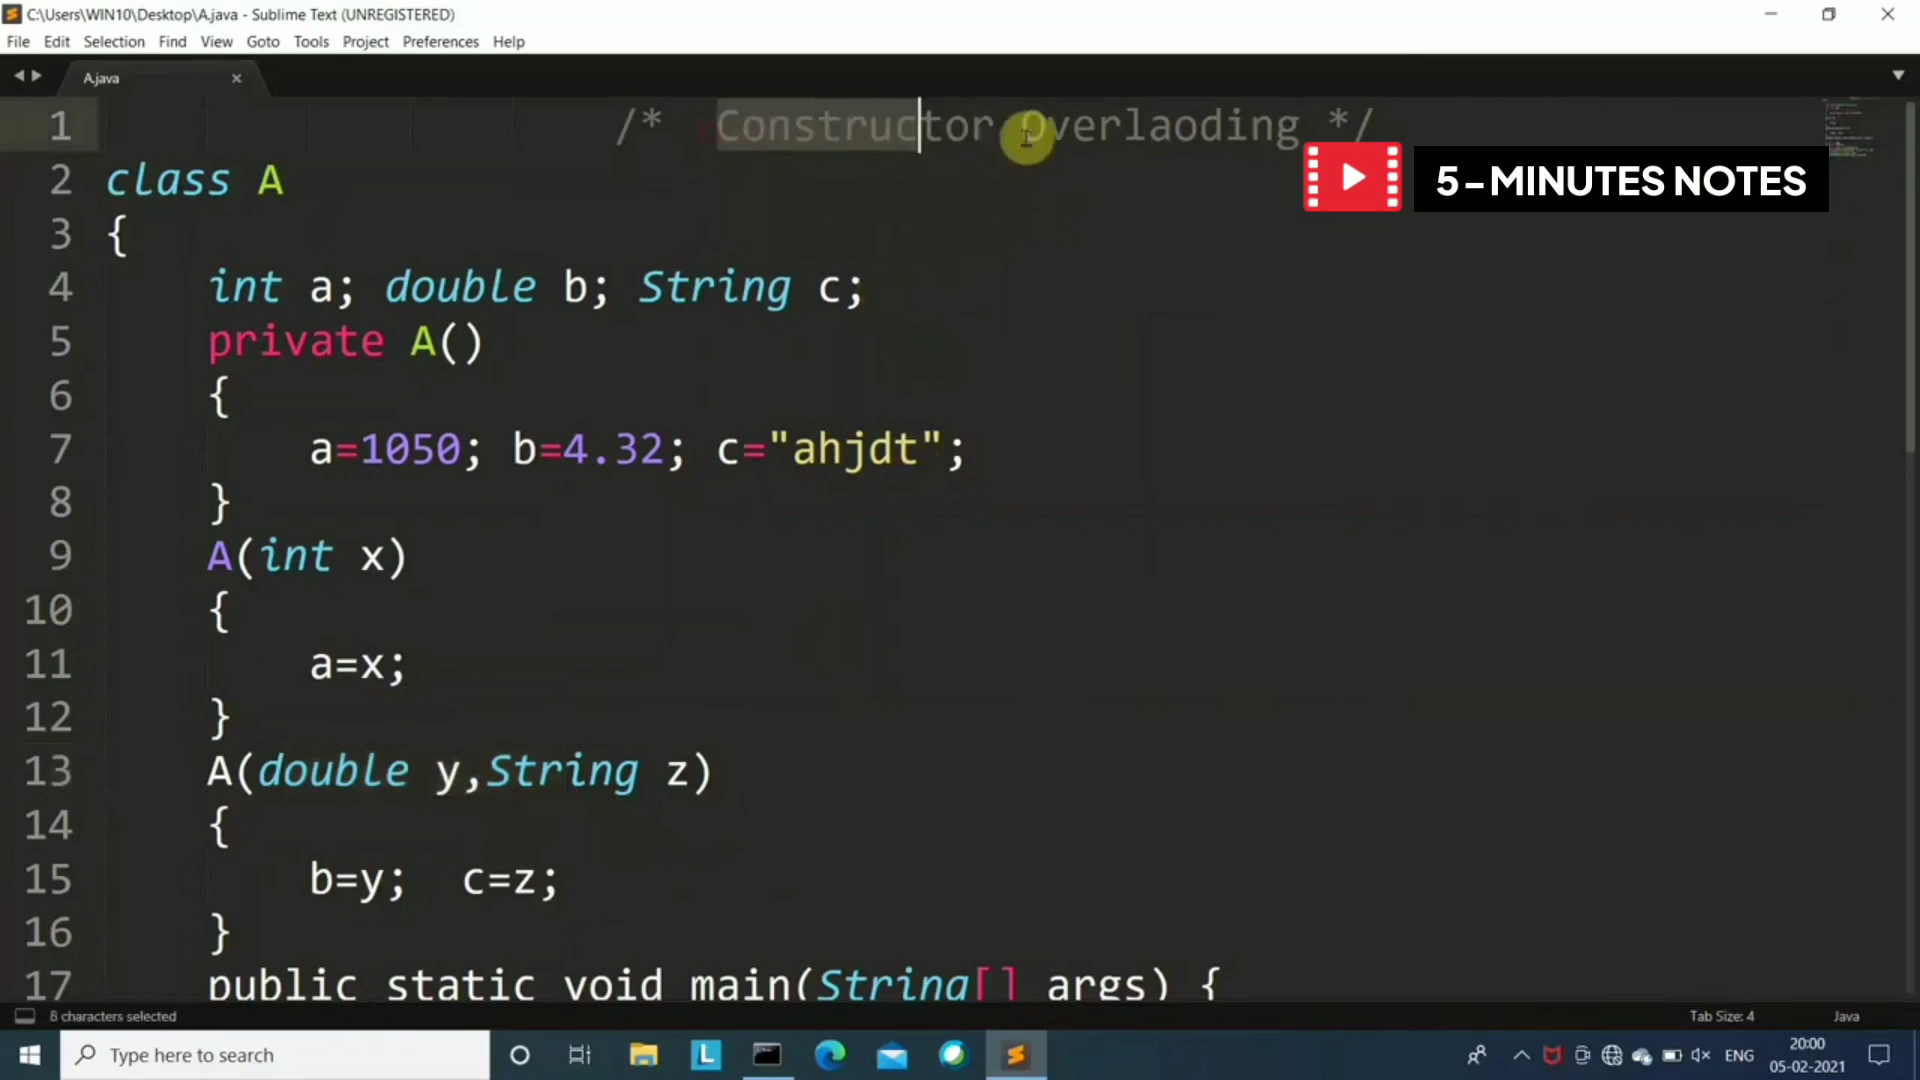 C:\Users\WIN10\Desktop\A.java - Sublime Text (UNREGISTERED)
File Edit Selection Find View Goto Tools Project Preferences Help
A.java
1 /* Constructor Overlaoding */
5-MINUTES NOTES
2 class A
3 {
4 int a; double b; String c;
5 private A()
6 {
7 a=1050; b=4.32; c="ahjdt";
8 }
9 A(int x)
10 {
11 a=x;
12 }
13 A(double y,String z)
14 {
15 b=y; c=z;
16 }
17 public static void main(String[] args) {
8 characters selected Tab Size: 4 Java
Type here to search
L
ENG
20:00
05-02-2021